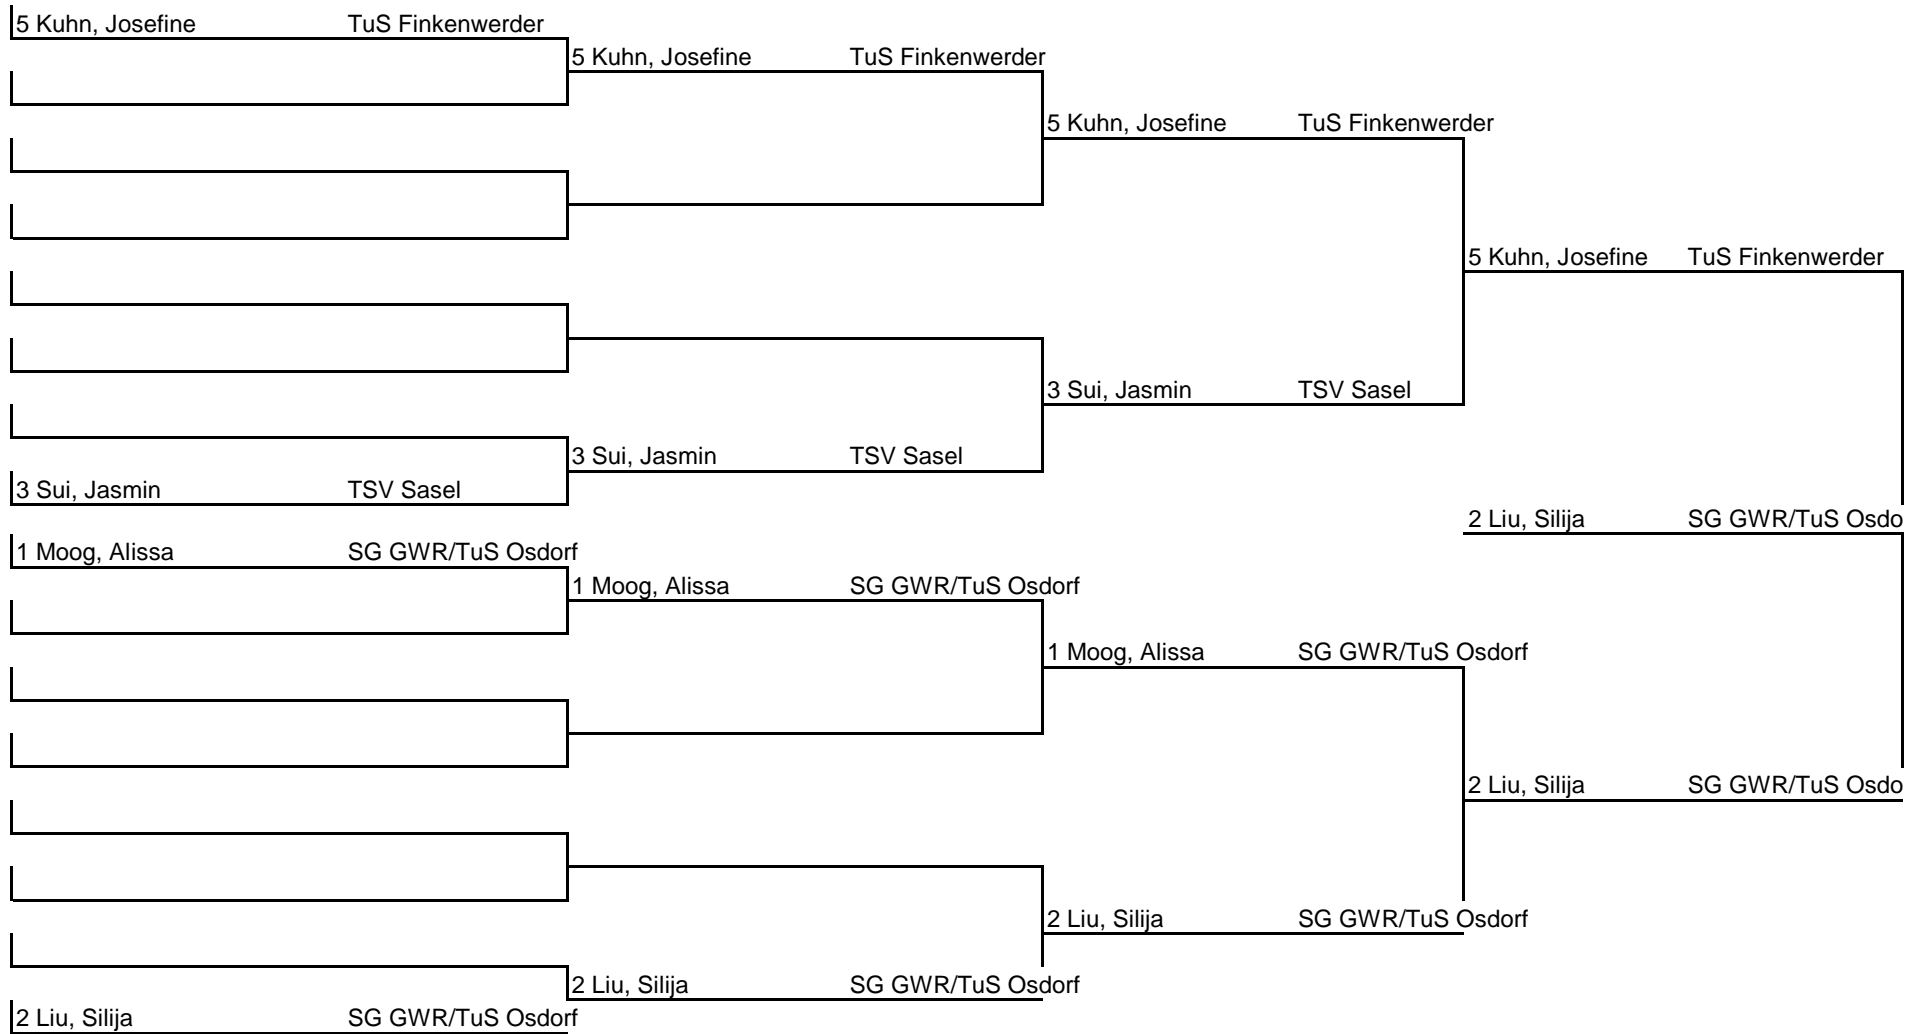 5 Kuhn, Josefine TuS Finkenwerder
5 Kuhn, Josefine TuS Finkenwerder
5 Kuhn, Josefine TuS Finkenwerder
5 Kuhn, Josefine TuS Finkenwerder
3 Sui, Jasmin TSV Sasel
3 Sui, Jasmin TSV Sasel
3 Sui, Jasmin TSV Sasel
2 Liu, Silija SG GWR/TuS Osdo
1 Moog, Alissa SG GWR/TuS Osdorf
1 Moog, Alissa SG GWR/TuS Osdorf
1 Moog, Alissa SG GWR/TuS Osdorf
2 Liu, Silija SG GWR/TuS Osdo
2 Liu, Silija SG GWR/TuS Osdorf
2 Liu, Silija SG GWR/TuS Osdorf
2 Liu, Silija SG GWR/TuS Osdorf